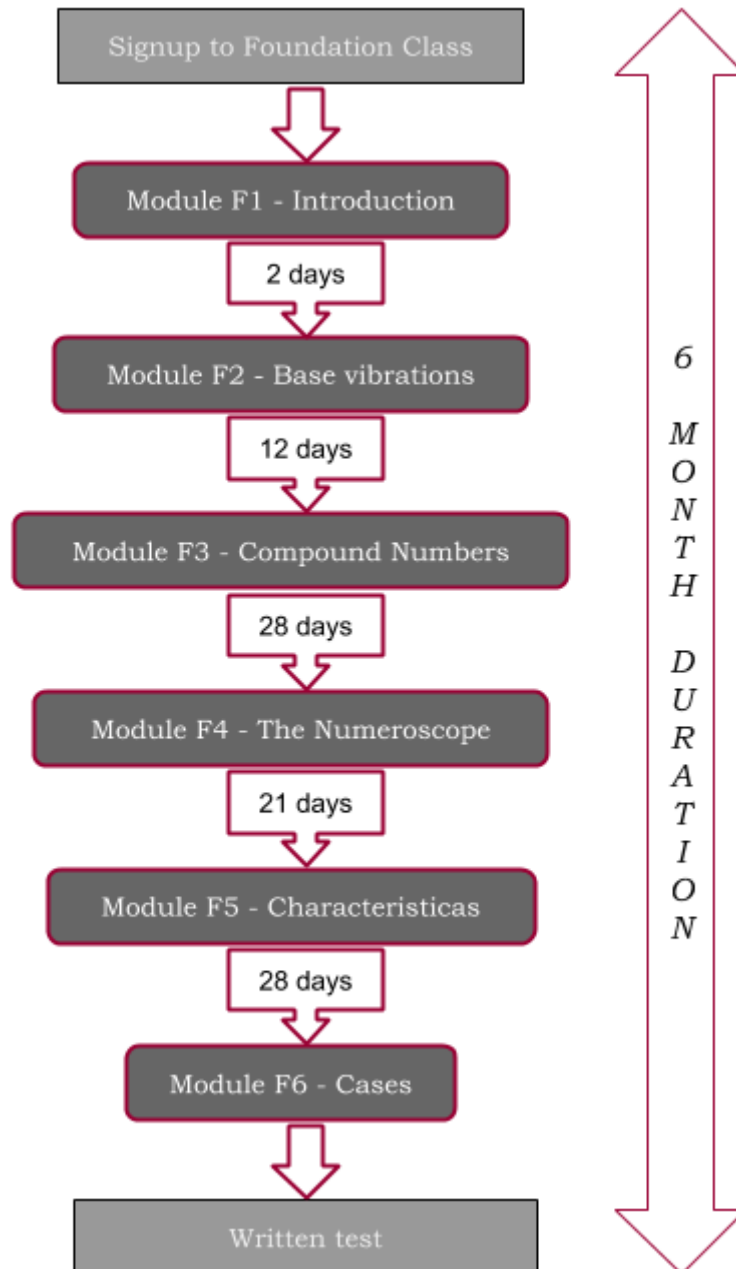 Signup to Foundation Class
Module F1 - Introduction
2 days
Module F2 - Base vibrations
12 days
Module F3 - Compound Numbers
28 days
Module F4 - The Numeroscope
21 days
Module F5 - Characteristicas
28 days
Module F6 - Cases
Written test
6 MONTH DURATION